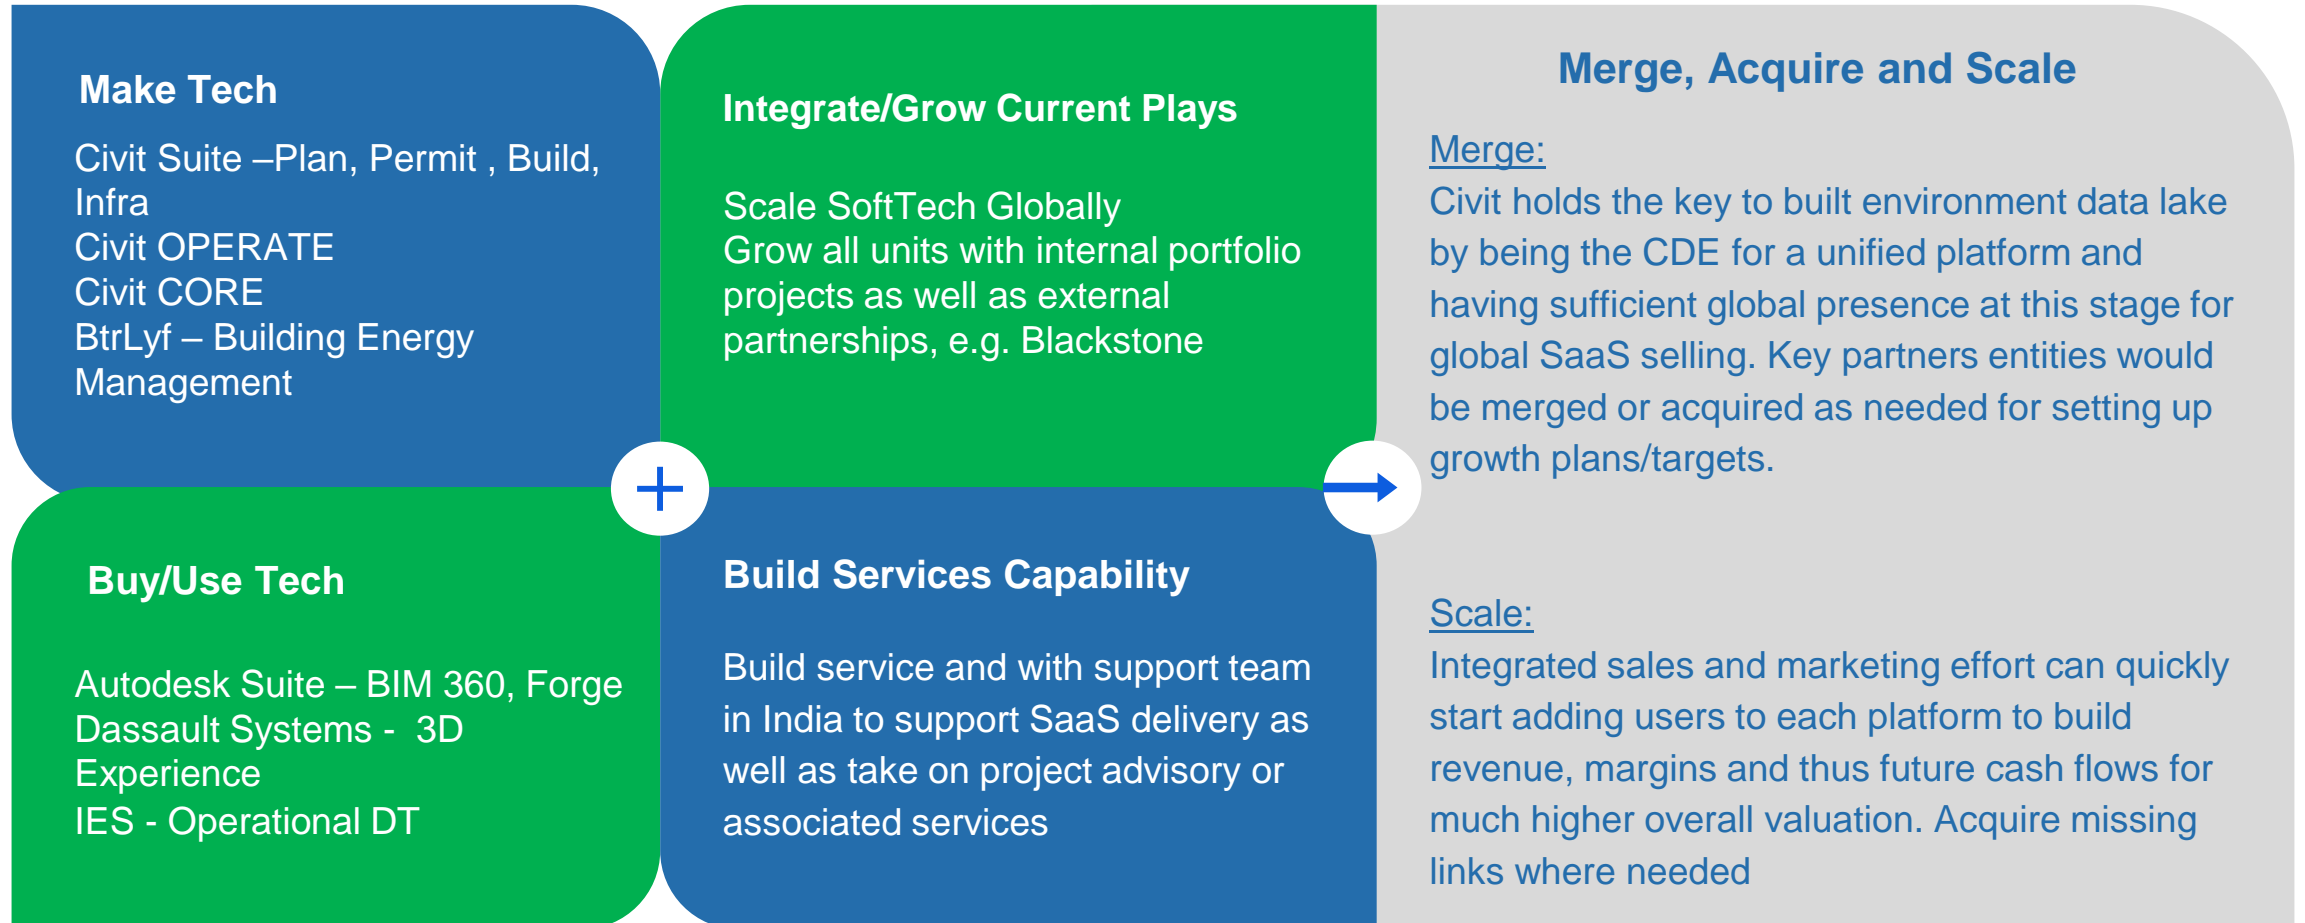 Make Tech
Civit Suite –Plan, Permit , Build,
Infra
Civit OPERATE
Civit CORE
BtrLyf – Building Energy
Management
Buy/Use Tech
Autodesk Suite – BIM 360, Forge
Dassault Systems - 3D
Experience
IES - Operational DT
Integrate/Grow Current Plays
Scale SoftTech Globally
Grow all units with internal portfolio
projects as well as external
partnerships, e.g. Blackstone
Build Services Capability
Build service and with support team
in India to support SaaS delivery as
well as take on project advisory or
associated services
Merge, Acquire and Scale
Merge:
Civit holds the key to built environment data lake
by being the CDE for a unified platform and
having sufficient global presence at this stage for
global SaaS selling. Key partners entities would
be merged or acquired as needed for setting up
growth plans/targets.
Scale:
Integrated sales and marketing effort can quickly
start adding users to each platform to build
revenue, margins and thus future cash flows for
much higher overall valuation. Acquire missing
links where needed